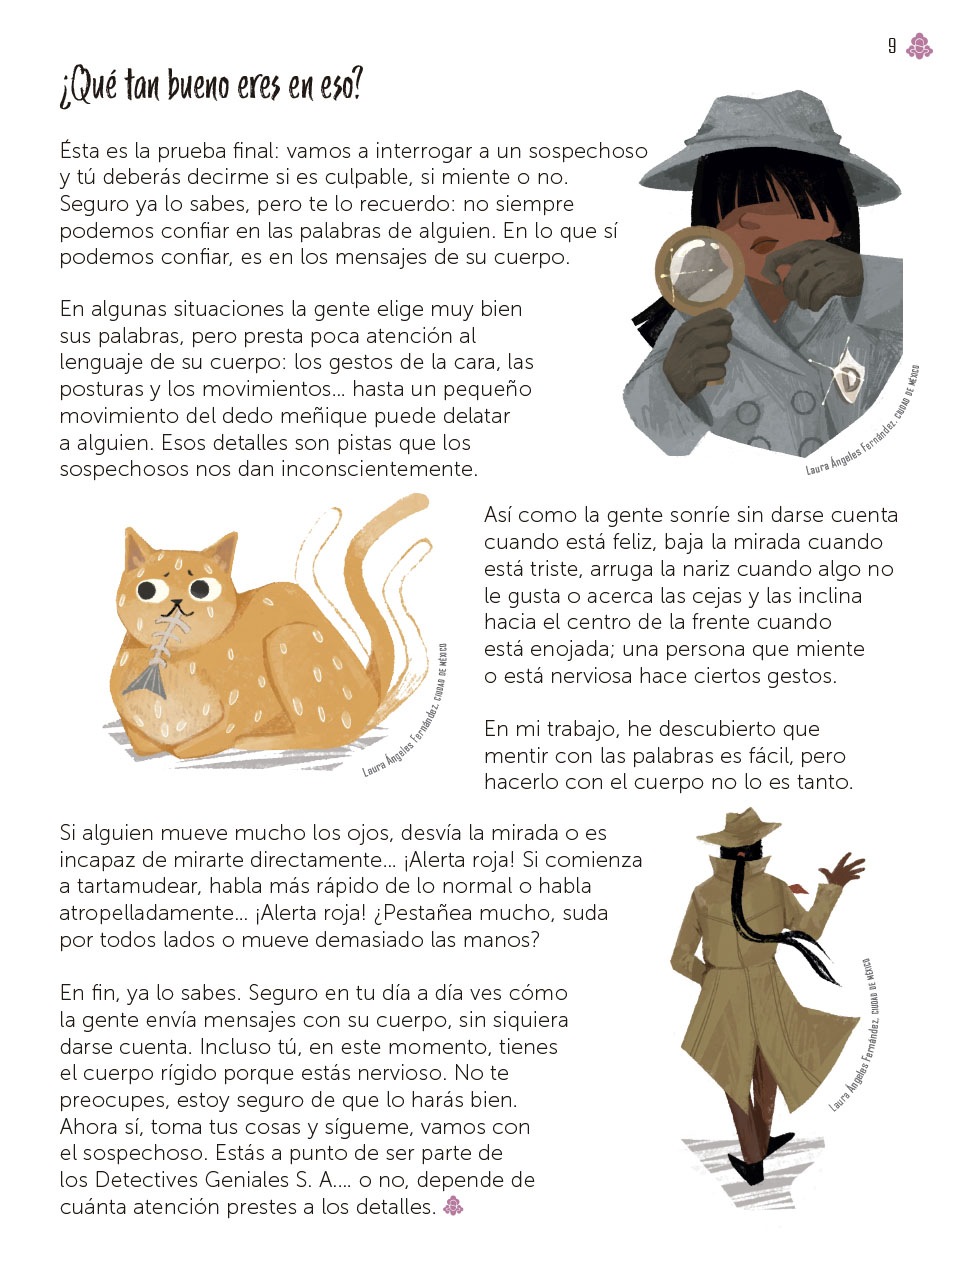 9
¿Qué tan bueno eres en eso?
Ésta es la prueba final: vamos a interrogar a un sospechoso
y tú deberás decirme si es culpable, si miente o no.
Seguro ya lo sabes, pero te lo recuerdo: no siempre
podemos confiar en las palabras de alguien. En lo que sí
podemos confiar, es en los mensajes de su cuerpo.
En algunas situaciones la gente elige muy bien
sus palabras, pero presta poca atención al
lenguaje de su cuerpo: los gestos de la cara, las
posturas y los movimientos... hasta un pequeño
movimiento del dedo meñique puede delatar
a alguien. Esos detalles son pistas que los
sospechosos nos dan inconscientemente.
Laura Ángeles Fernández, CIUDAD DE MÉXICO
Así como la gente sonríe sin darse cuenta
cuando está feliz, baja la mirada cuando
está triste, arruga la nariz cuando algo no
le gusta o acerca las cejas y las inclina
hacia el centro de la frente cuando
está enojada; una persona que miente
o está nerviosa hace ciertos gestos.
Laura Ángeles Fernández, CIUDAD DE MÉXICO
En mi trabajo, he descubierto que
mentir con las palabras es fácil, pero
hacerlo con el cuerpo no lo es tanto.
Si alguien mueve mucho los ojos, desvía la mirada o es
incapaz de mirarte directamente... ¡Alerta roja! Si comienza
a tartamudear, habla más rápido de lo normal o habla
atropelladamente... ¡Alerta roja! ¿Pestañea mucho, suda
por todos lados o mueve demasiado las manos?
En fin, ya lo sabes. Seguro en tu día a día ves cómo
la gente envía mensajes con su cuerpo, sin siquiera
darse cuenta. Incluso tú, en este momento, tienes
el cuerpo rígido porque estás nervioso. No te
preocupes, estoy seguro de que lo harás bien.
Ahora sí, toma tus cosas y sígueme, vamos con
el sospechoso. Estás a punto de ser parte de
los Detectives Geniales S. A.... o no, depende de
cuánta atención prestes a los detalles.
Laura Ángeles Fernández, CIUDAD DE MÉXICO